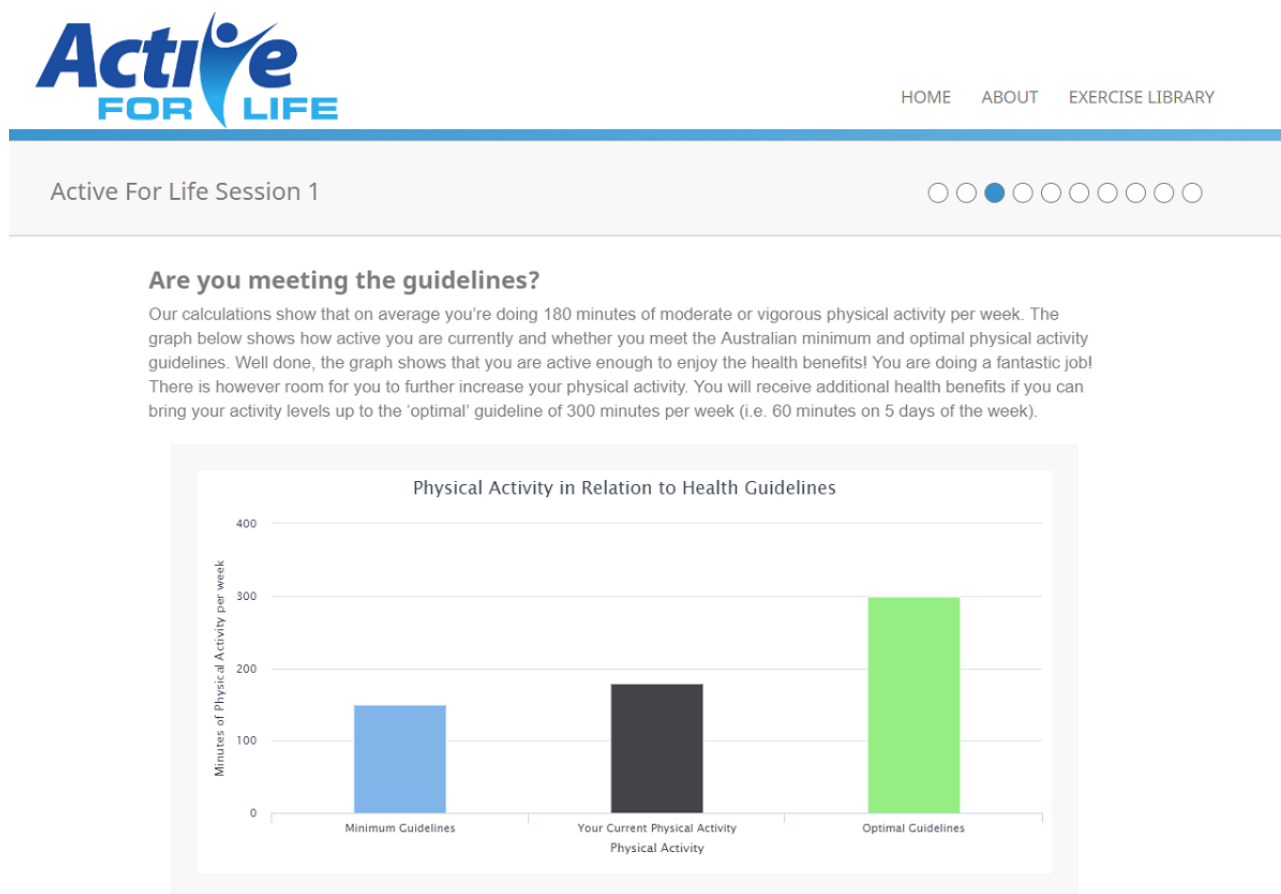 Active
FOR LIFE
HOME ABOUT EXERCISE LIBRARY
Active For Life Session 1
Are you meeting the guidelines?
Our calculations show that on average you’re doing 180 minutes of moderate or vigorous physical activity per week. The
graph below shows how active you are currently and whether you meet the Australian minimum and optimal physical activity
guidelines. Well done, the graph shows that you are active enough to enjoy the health benefits! You are doing a fantastic job!
There is however room for you to further increase your physical activity. You will receive additional health benefits if you can
bring your activity levels up to the ‘optimal’ guideline of 300 minutes per week (i.e. 60 minutes on 5 days of the week).
Physical Activity in Relation to Health Guidelines
Minutes of Physical Activity per week
400
300
200
100
0
Minimum Guidelines Your Current Physical Activity Optimal Guidelines
Physical Activity